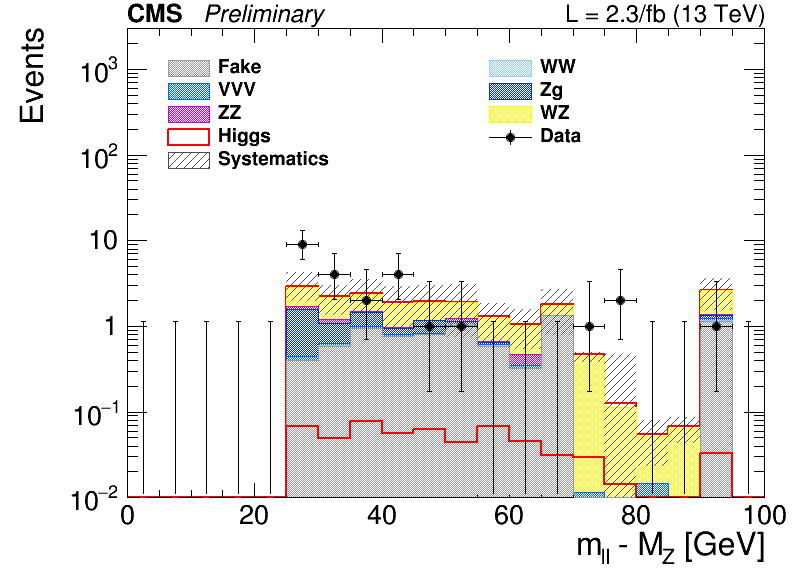 CMS Preliminary L = 2.3/fb (13 TeV)
Events
Fake WW
VVV Zg
ZZ WZ
Higgs Data
Systematics
10³
10²
10
1
10⁻¹
10⁻²
0 20 40 60 80 100
m_ll - M_Z [GeV]